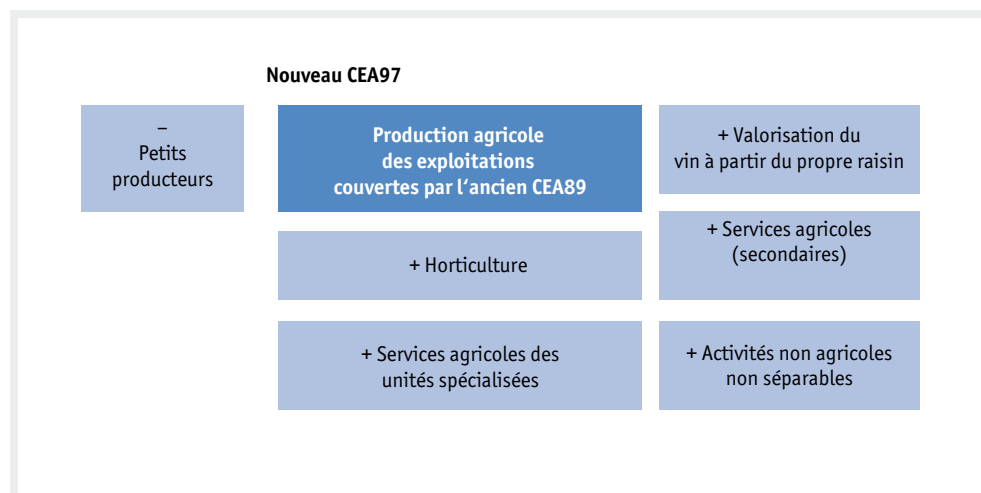 Nouveau CEA97
–
Petits
producteurs
Production agricole
des exploitations
couvertes par l‘ancien CEA89
+ Valorisation du
vin à partir du propre raisin
+ Horticulture
+ Services agricoles
(secondaires)
+ Services agricoles des
unités spécialisées
+ Activités non agricoles
non séparables